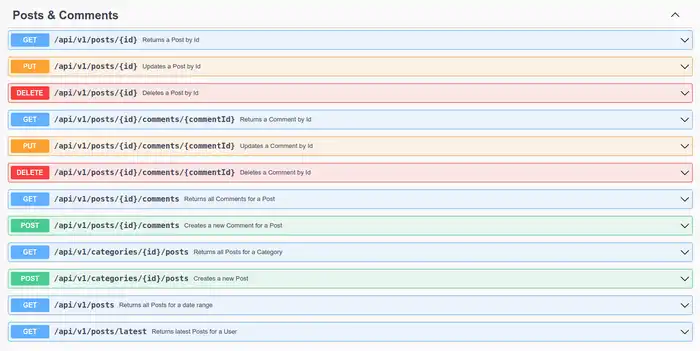 Posts & Comments
GET /api/v1/posts/{id} Returns a Post by Id
PUT /api/v1/posts/{id} Updates a Post by Id
DELETE /api/v1/posts/{id} Deletes a Post by Id
GET /api/v1/posts/{id}/comments/{commentId} Returns a Comment by Id
PUT /api/v1/posts/{id}/comments/{commentId} Updates a Comment by Id
DELETE /api/v1/posts/{id}/comments/{commentId} Deletes a Comment by Id
GET /api/v1/posts/{id}/comments Returns all Comments for a Post
POST /api/v1/posts/{id}/comments Creates a new Comment for a Post
GET /api/v1/categories/{id}/posts Returns all Posts for a Category
POST /api/v1/categories/{id}/posts Creates a new Post
GET /api/v1/posts Returns all Posts for a date range
GET /api/v1/posts/latest Returns latest Posts for a User